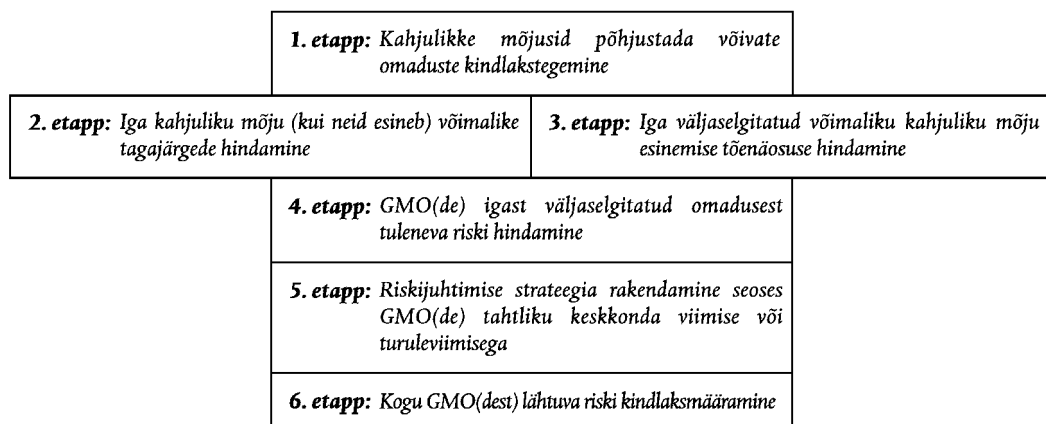 1. etapp: Kahjulikke mõjusid põhjustada võivate
omaduste kindlakstegemine
2. etapp: Iga kahjuliku mõju (kui neid esineb) võimalike
tagajärgede hindamine
3. etapp: Iga väljaselgitatud võimaliku kahjuliku mõju
esinemise tõenäosuse hindamine
4. etapp: GMO(de) igast väljaselgitatud omadusest
tuleneva riski hindamine
5. etapp: Riskijuhtimise strateegia rakendamine seoses
GMO(de) tahtliku keskkonda viimise või
turuleviimisega
6. etapp: Kogu GMO(dest) lähtuva riski kindlaksmääramine